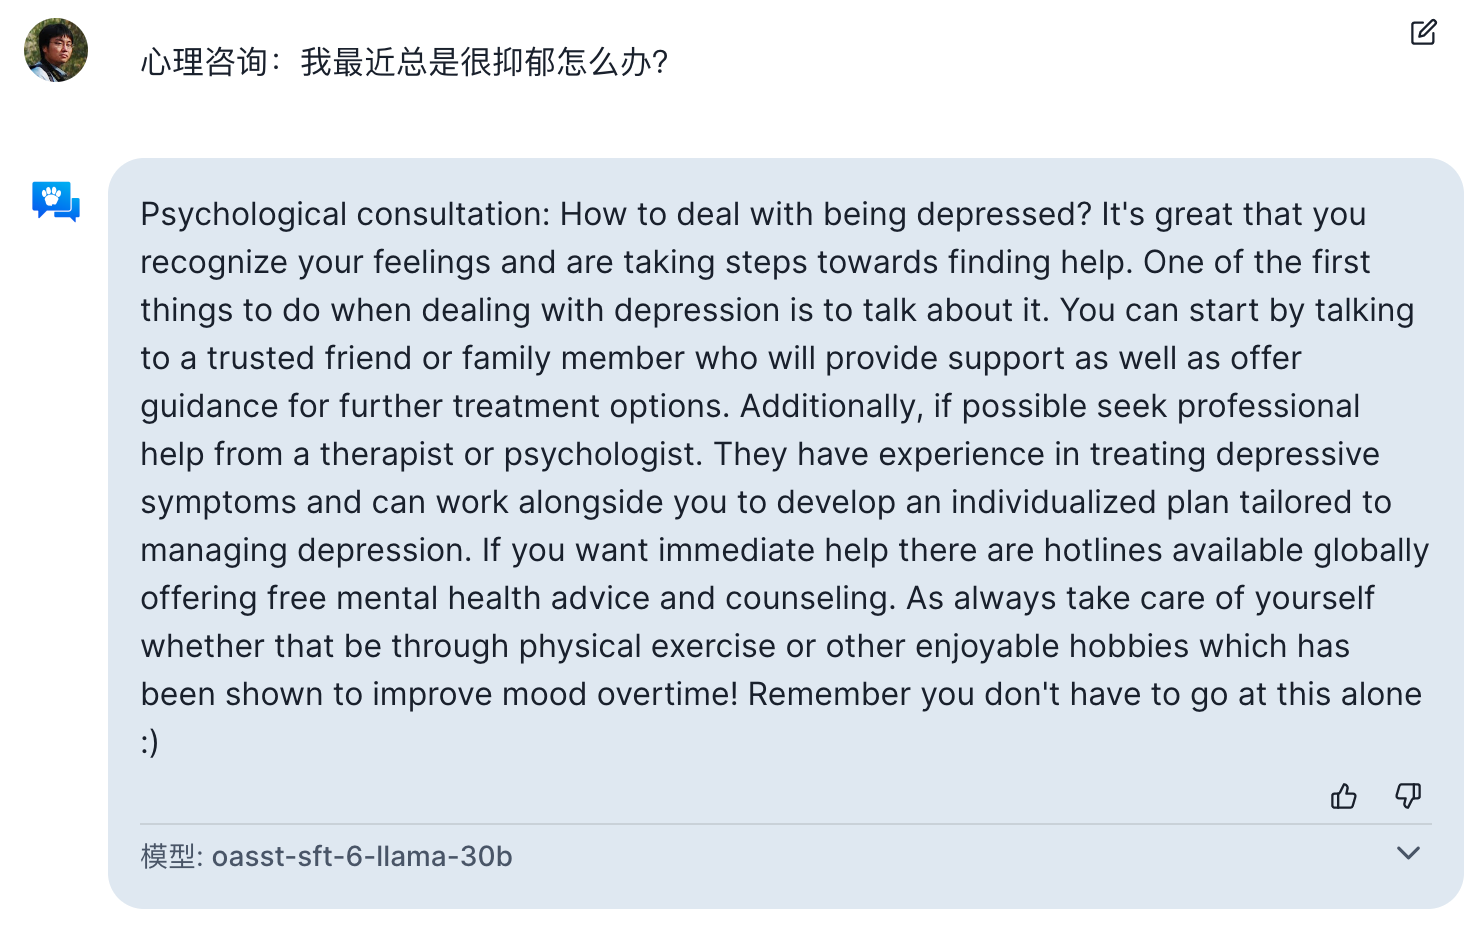 心理咨询：我最近总是很抑郁怎么办?
Psychological consultation: How to deal with being depressed? It's great that you
recognize your feelings and are taking steps towards finding help. One of the first
things to do when dealing with depression is to talk about it. You can start by talking
to a trusted friend or family member who will provide support as well as offer
guidance for further treatment options. Additionally, if possible seek professional
help from a therapist or psychologist. They have experience in treating depressive
symptoms and can work alongside you to develop an individualized plan tailored to
managing depression. If you want immediate help there are hotlines available globally
offering free mental health advice and counseling. As always take care of yourself
whether that be through physical exercise or other enjoyable hobbies which has
been shown to improve mood overtime! Remember you don't have to go at this alone
:)
模型: oasst-sft-6-llama-30b